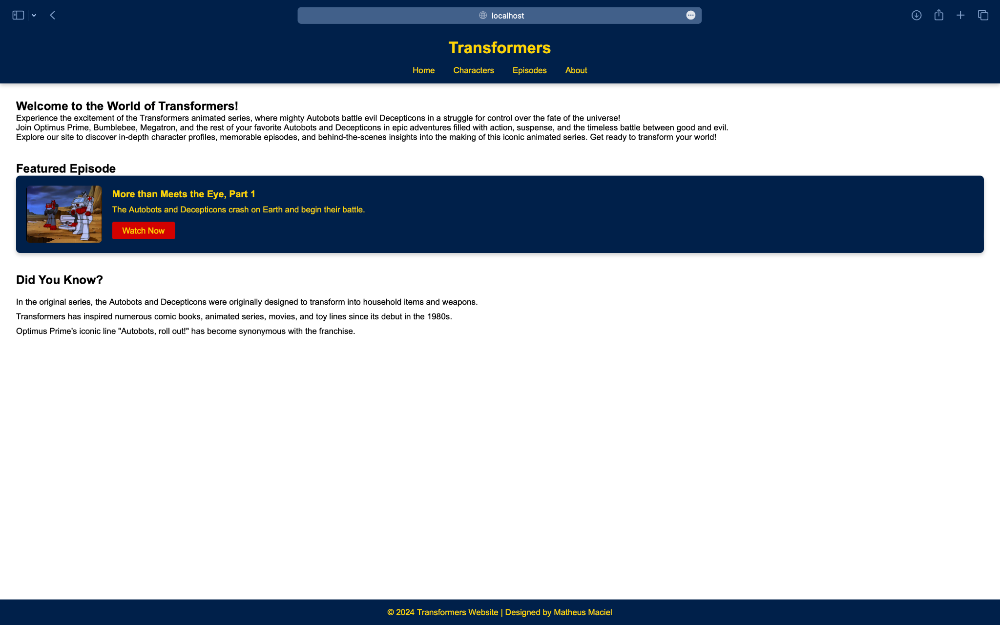 localhost
Transformers
Home Characters Episodes About
Welcome to the World of Transformers!
Experience the excitement of the Transformers animated series, where mighty Autobots battle evil Decepticons in a struggle for control over the fate of the universe!
Join Optimus Prime, Bumblebee, Megatron, and the rest of your favorite Autobots and Decepticons in epic adventures filled with action, suspense, and the timeless battle between good and evil.
Explore our site to discover in-depth character profiles, memorable episodes, and behind-the-scenes insights into the making of this iconic animated series. Get ready to transform your world!
Featured Episode
More than Meets the Eye, Part 1
The Autobots and Decepticons crash on Earth and begin their battle.
Watch Now
Did You Know?
In the original series, the Autobots and Decepticons were originally designed to transform into household items and weapons.
Transformers has inspired numerous comic books, animated series, movies, and toy lines since its debut in the 1980s.
Optimus Prime's iconic line "Autobots, roll out!" has become synonymous with the franchise.
© 2024 Transformers Website | Designed by Matheus Maciel